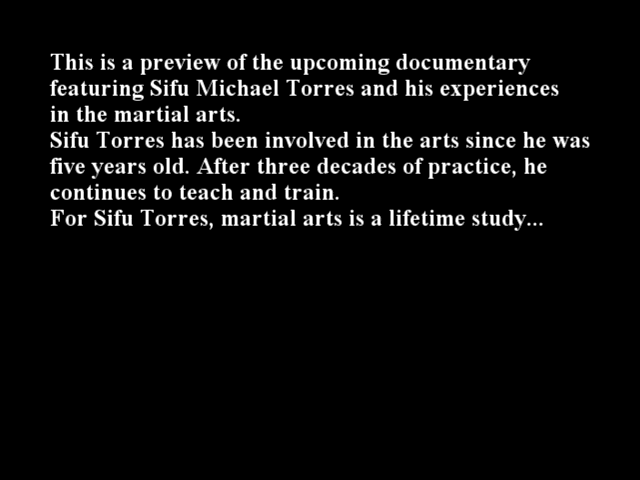 This is a preview of the upcoming documentary
featuring Sifu Michael Torres and his experiences
in the martial arts.
Sifu Torres has been involved in the arts since he was
five years old. After three decades of practice, he
continues to teach and train.
For Sifu Torres, martial arts is a lifetime study...